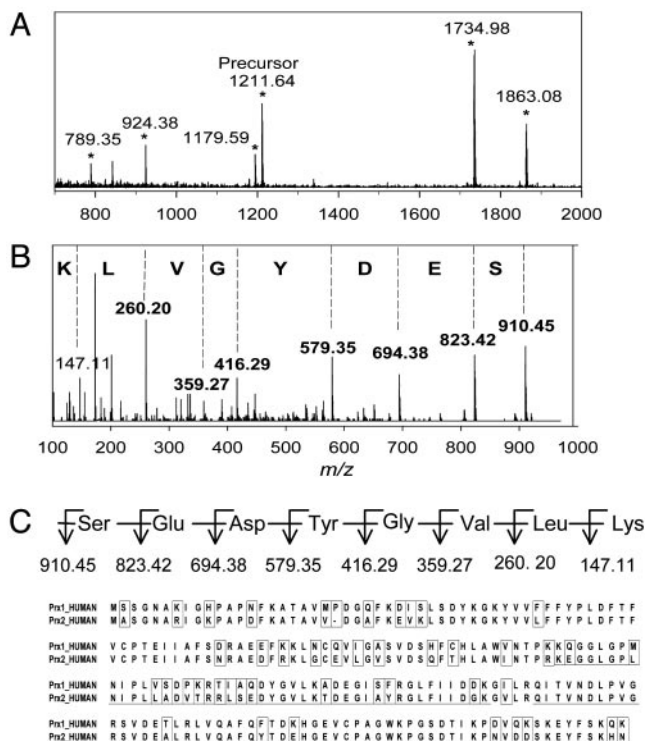 A
1734.98
*
Precursor
1211.64
*
1863.08
*
924.38
*
1179.59
*
789.35
*
800 1000 1200 1400 1600 1800 2000
B
K L V G Y D E S
260.20
910.45
823.42
579.35
694.38
416.29
147.11
359.27
100 200 300 400 500 600 700 800 900 1000
m/z
C
Ser Glu Asp Tyr Gly Val Leu Lys
910.45 823.42 694.38 579.35 416.29 359.27 260. 20 147.11
Prx1_HUMAN M S S G N A K I G H P A P N F K A T A V M P D G Q F K D I S L S D Y K G K Y V V F F F Y P L D F T F
Prx2_HUMAN M A S G N A R I G K P A P D F K A T A V V - D G A F K E V K L S D Y K G K Y V V L F F Y P L D F T F
Prx1_HUMAN V C P T E I I A F S D R A E E F K K L N C Q V I G A S V D S H F C H L A W V N T P K K Q G G L G P M
Prx2_HUMAN V C P T E I I A F S N R A E D F R K L G C E V L G V S V D S Q F T H L A W I N T P R K E G G L G P L
Prx1_HUMAN N I P L V S D P K R T I A Q D Y G V L K A D E G I S F R G L F I I D D K G I L R Q I T V N D L P V G
Prx2_HUMAN N I P L L A D V T R R L S E D Y G V L K T D E G I A Y R G L F I I D G K G V L R Q I T V N D L P V G
Prx1_HUMAN R S V D E T L R L V Q A F Q F T D K H G E V C P A G W K P G S D T I K P D V Q K S K E Y F S K Q K
Prx2_HUMAN R S V D E A L R L V Q A F Q Y T D E H G E V C P A G W K P G S D T I K P N V D D S K E Y F S K H N